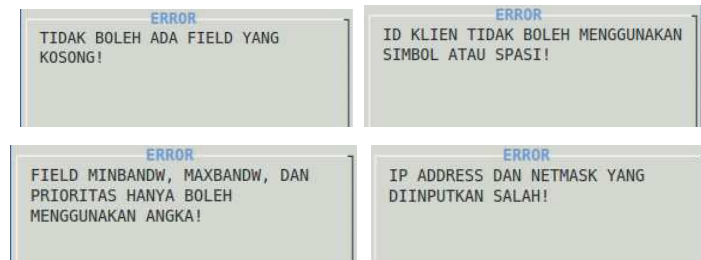 ERROR
TIDAK BOLEH ADA FIELD YANG
KOSONG!
ERROR
ID KLIEN TIDAK BOLEH MENGGUNAKAN
SIMBOL ATAU SPASI!
ERROR
FIELD MINBANDW, MAXBANDW, DAN
PRIORITAS HANYA BOLEH
MENGGUNAKAN ANGKA!
ERROR
IP ADDRESS DAN NETMASK YANG
DIINPUTKAN SALAH!